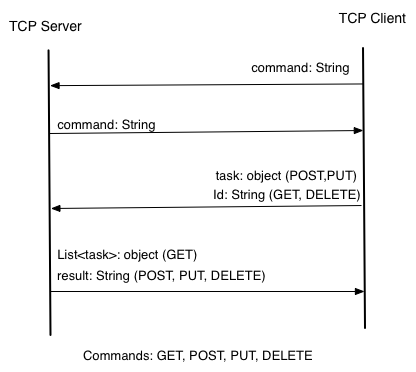 TCP Server
TCP Client
command: String
command: String
task: object (POST,PUT)
Id: String (GET, DELETE)
List<task>: object (GET)
result: String (POST, PUT, DELETE)
Commands: GET, POST, PUT, DELETE